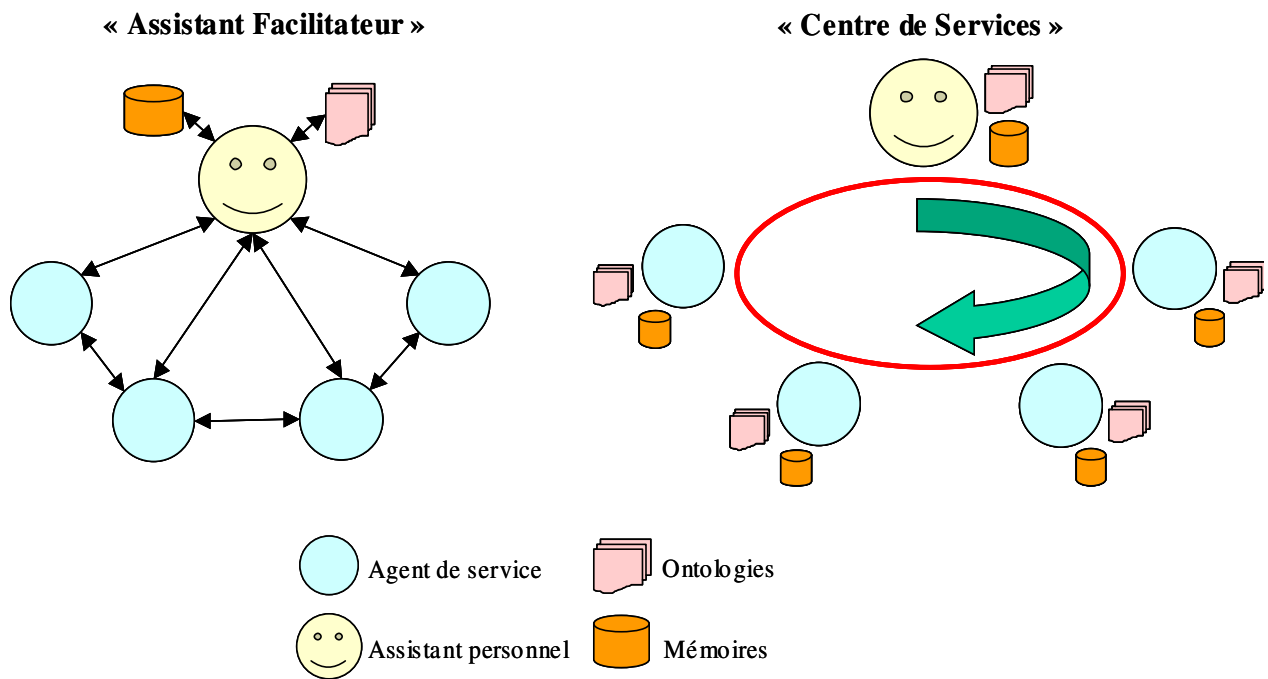 « Assistant Facilitateur »
« Centre de Services »
Agent de service
Ontologies
Assistant personnel
Mémoires